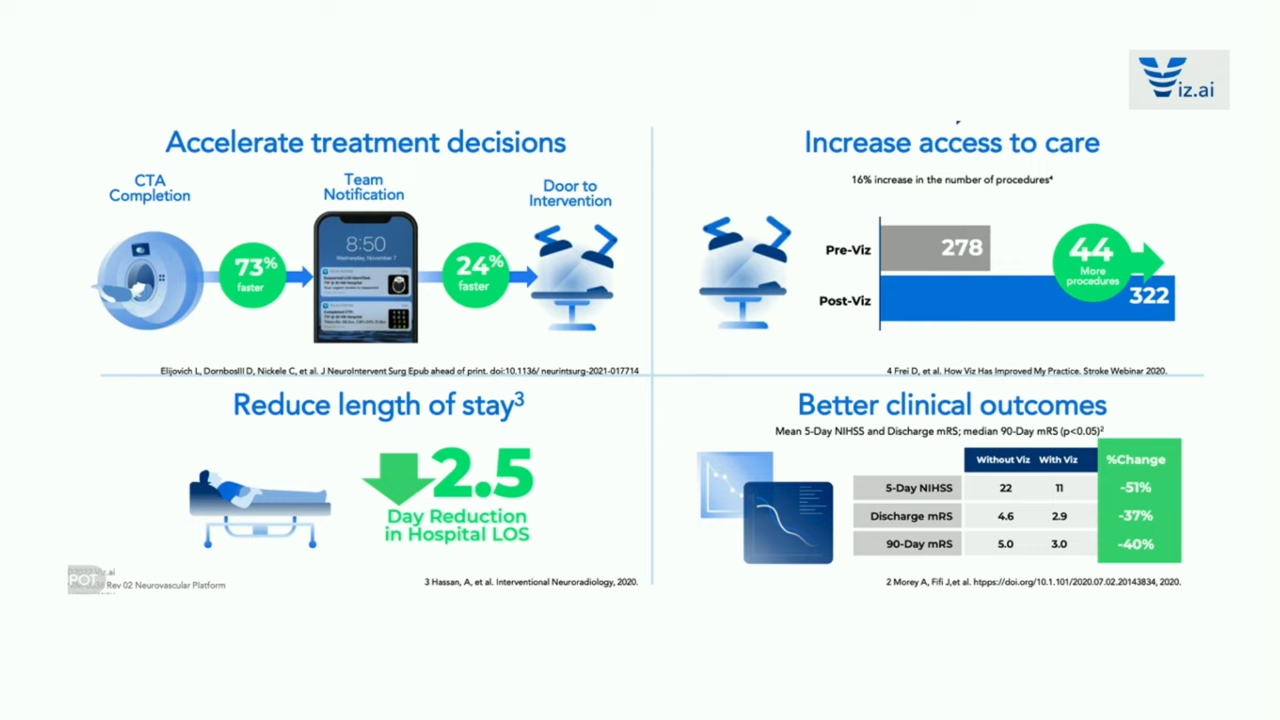 Viz.ai
Accelerate treatment decisions
CTA
Completion
Team
Notification
Door to
Intervention
73%
faster
8:50
Wednesday, November 7
24%
faster
Elijovich L, DornbosIII D, Nickele C, et al. J NeuroIntervent Surg Epub ahead of print. doi:10.1136/ neurintsurg-2021-017714
Increase access to care
16% increase in the number of procedures⁴
Pre-Viz
278
Post-Viz
322
44
More
procedures
4 Frei D, et al. How Viz Has Improved My Practice. Stroke Webinar 2020.
Reduce length of stay³
2.5
Day Reduction
in Hospital LOS
3 Hassan, A, et al. Interventional Neuroradiology, 2020.
POT
Rev 02 Neurovascular Platform
Better clinical outcomes
Mean 5-Day NIHSS and Discharge mRS; median 90-Day mRS (p<0.05)²
Without Viz With Viz %Change
5-Day NIHSS 22 11 -51%
Discharge mRS 4.6 2.9 -37%
90-Day mRS 5.0 3.0 -40%
2 Morey A, Fifi J,et al. htpps://doi.org/10.1.101/2020.07.02.20143834, 2020.